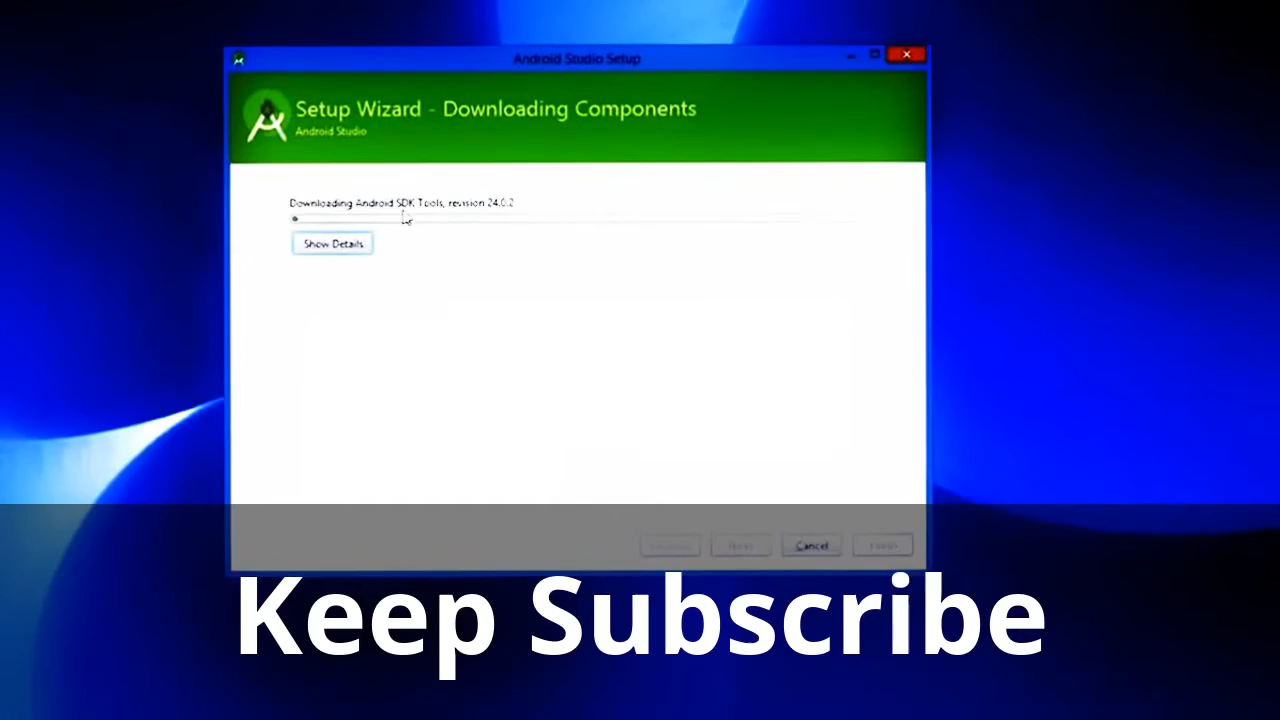 Android Studio Setup
Setup Wizard - Downloading Components
Android Studio
Downloading Android SDK Tools, revision 24.0.2
Show Details
Cancel
Keep Subscribe